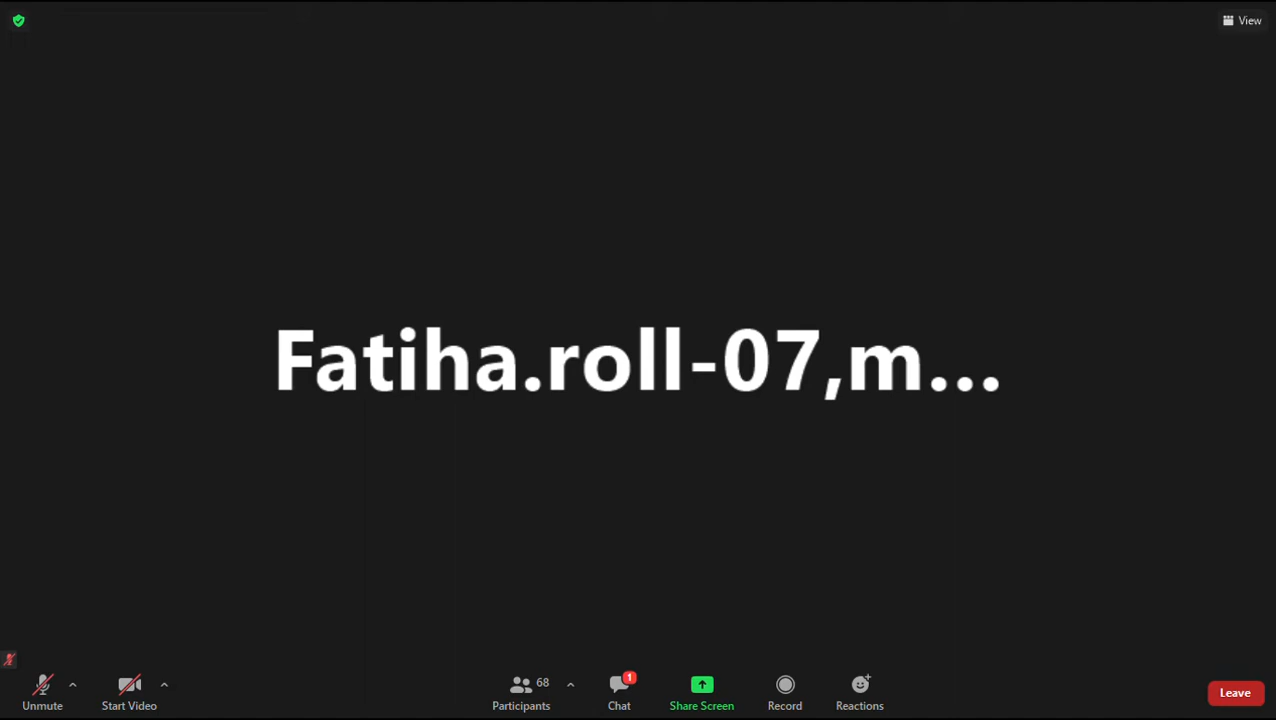 View
Fatiha.roll-07,m...
Unmute
Start Video
68
Participants
1
Chat
Share Screen
Record
Reactions
Leave